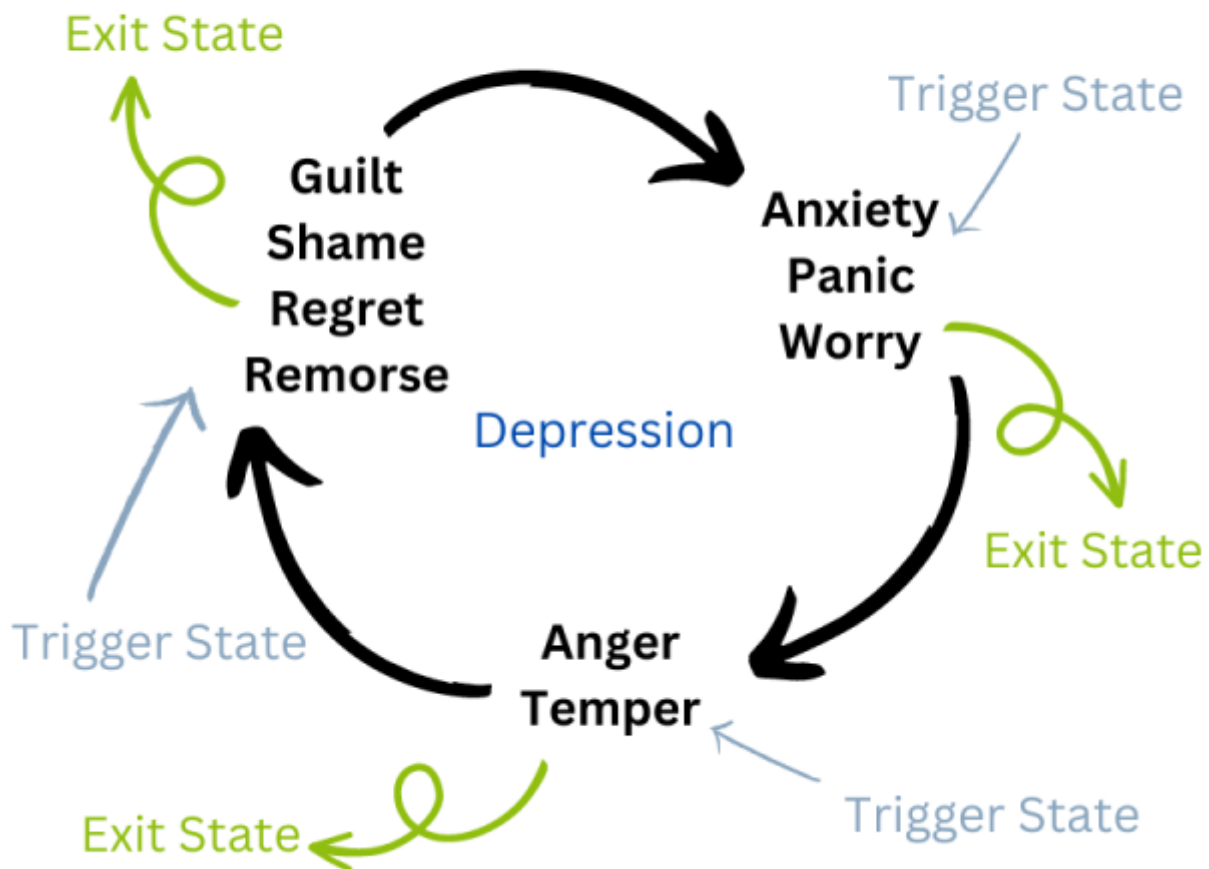 Exit State
Trigger State
Guilt
Shame
Regret
Remorse
Anxiety
Panic
Worry
Depression
Exit State
Trigger State
Anger
Temper
Trigger State
Exit State